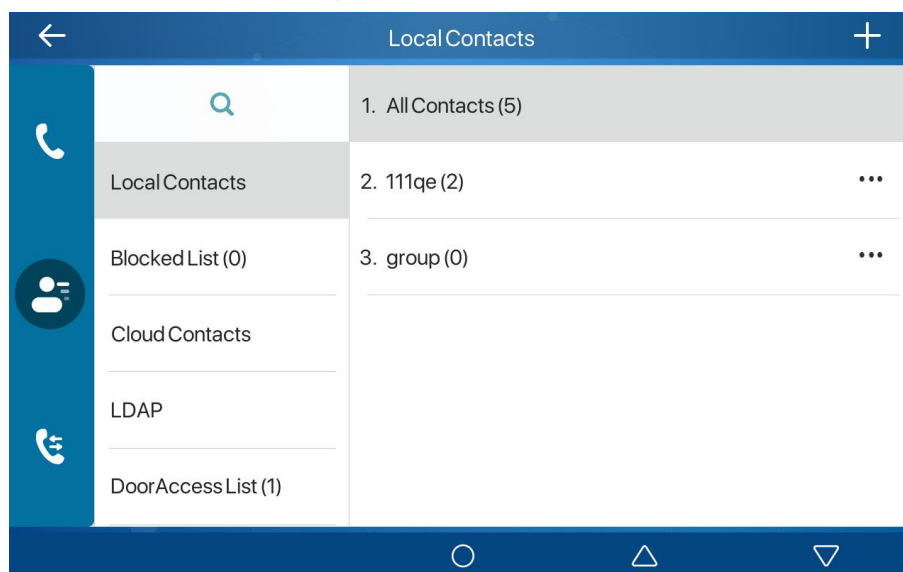 Local Contacts
Local Contacts
Blocked List (0)
Cloud Contacts
LDAP
DoorAccess List (1)
1. All Contacts (5)
2. 111qe (2)
3. group (0)